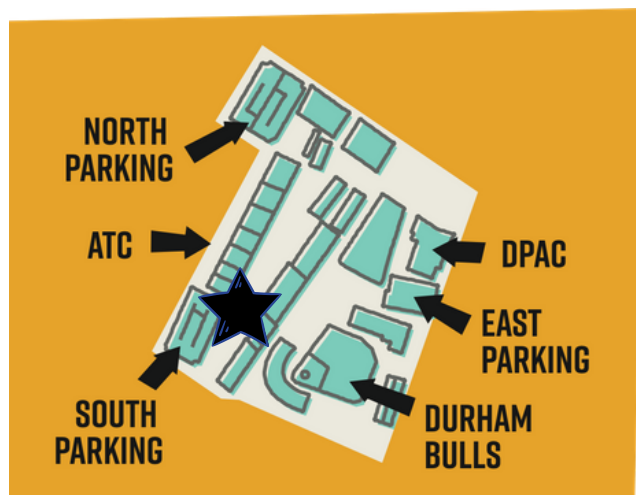 NORTH
PARKING
ATC
DPAC
EAST
PARKING
SOUTH
PARKING
DURHAM
BULLS